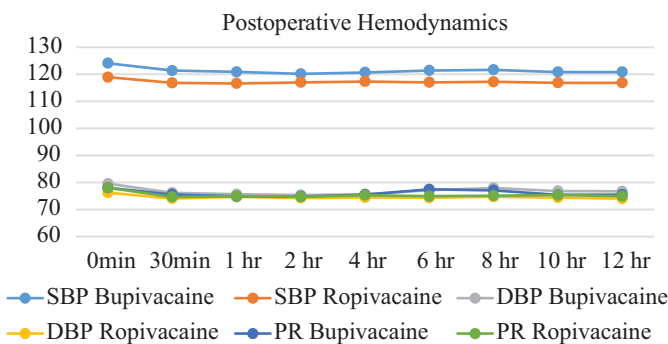 Postoperative Hemodynamics
130
120
110
100
90
80
70
60
0min 30min 1 hr 2 hr 4 hr 6 hr 8 hr 10 hr 12 hr
SBP Bupivacaine SBP Ropivacaine DBP Bupivacaine
DBP Ropivacaine PR Bupivacaine PR Ropivacaine